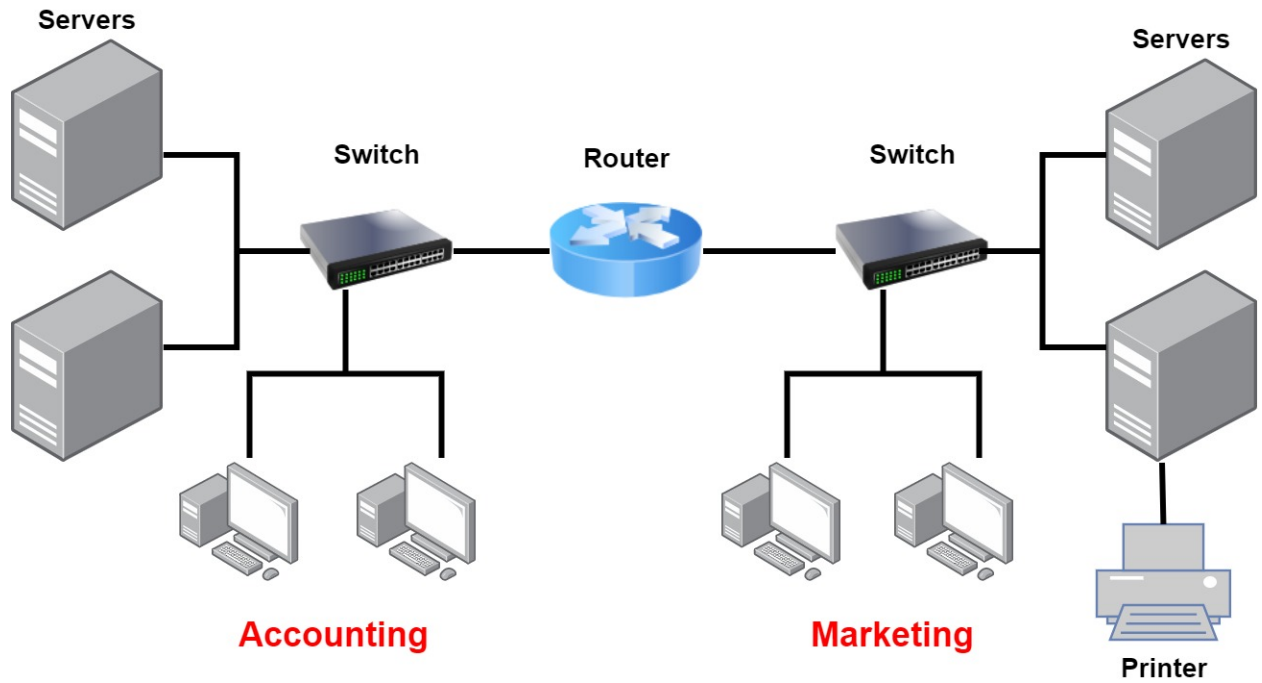 Servers
Servers
Switch
Router
Switch
Accounting
Marketing
Printer